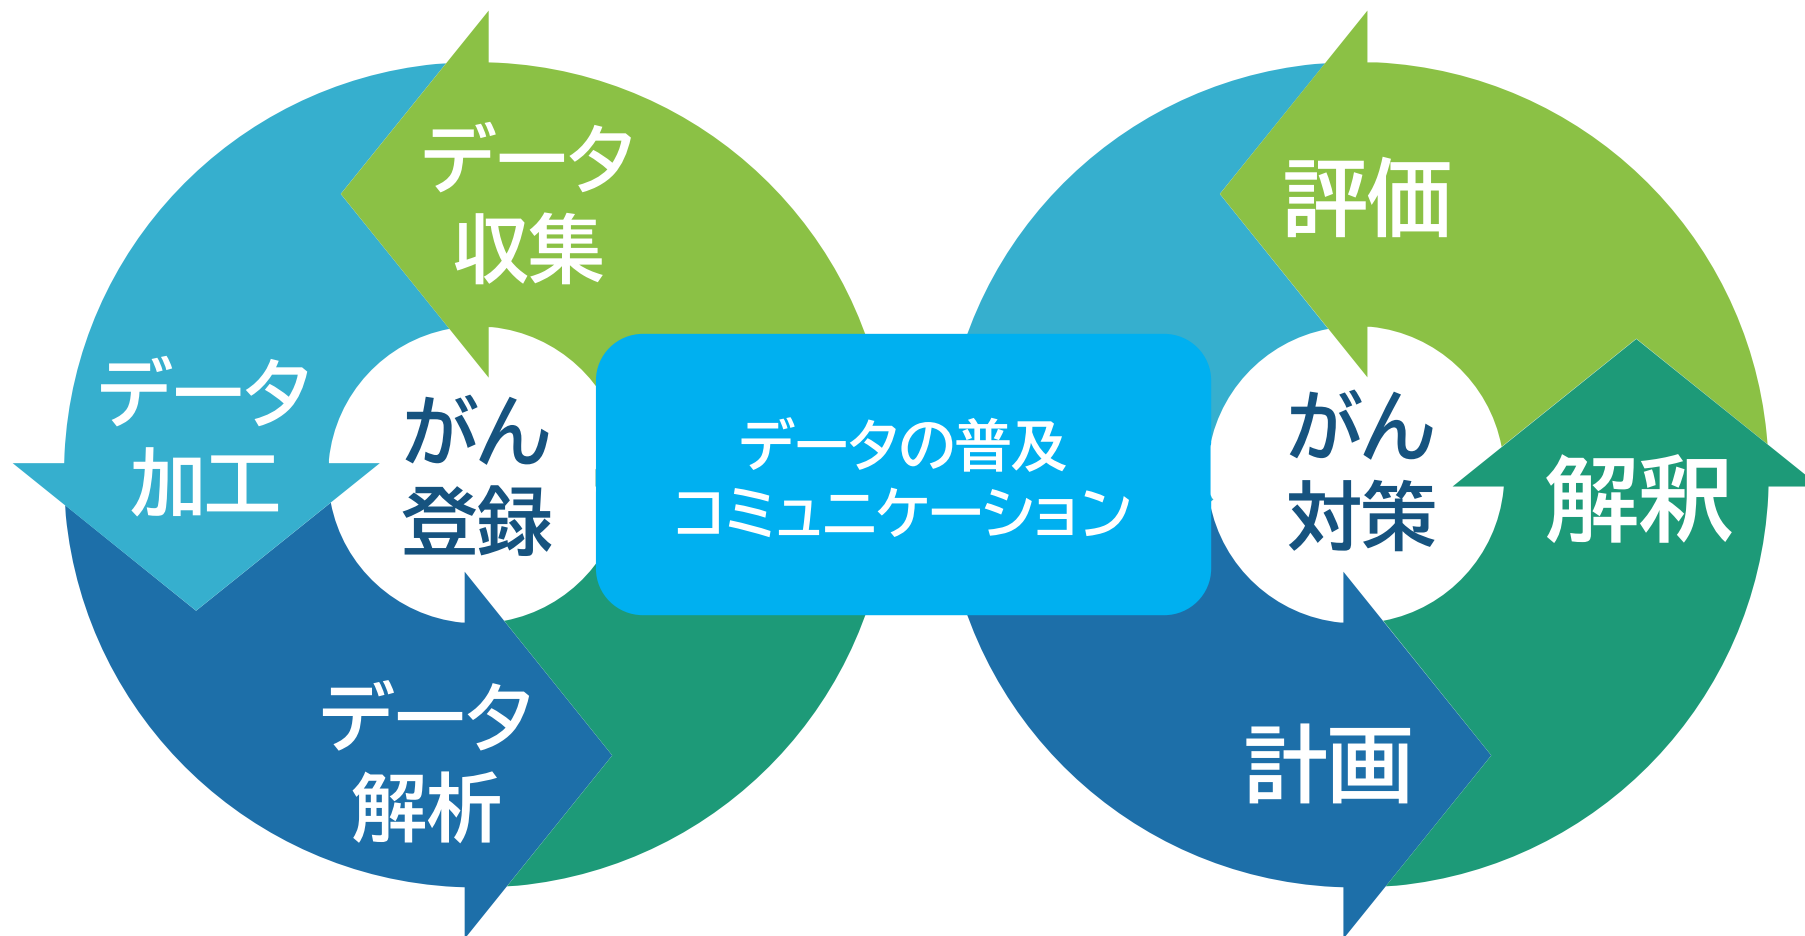 データ
収集
データ
加工
データ
解析
がん
登録
データの普及
コミュニケーション
がん
対策
評価
解釈
計画